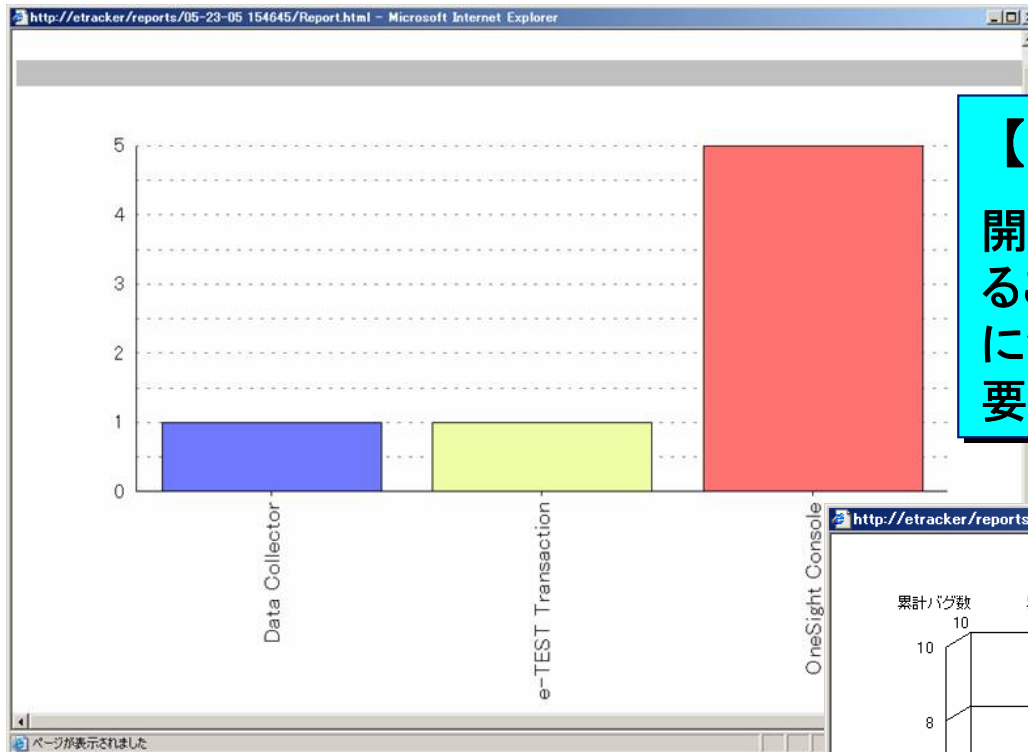 http://etracker/reports/05-23-05 154645/Report.html - Microsoft Internet Explorer
5
4
3
2
1
0
Data Collector
e-TEST Transaction
OneSight Console
ページが表示されました
【
開
る
に
要
http://etracker/reports
累計バグ数
10
10
8